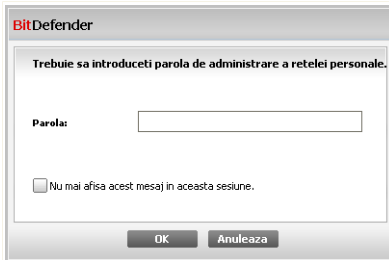 BitDefender
Trebuie sa introduceti parola de administrare a retelei personale.
Parola:
Nu mai afisa acest mesaj in aceasta sesiune.
OK Anuleaza